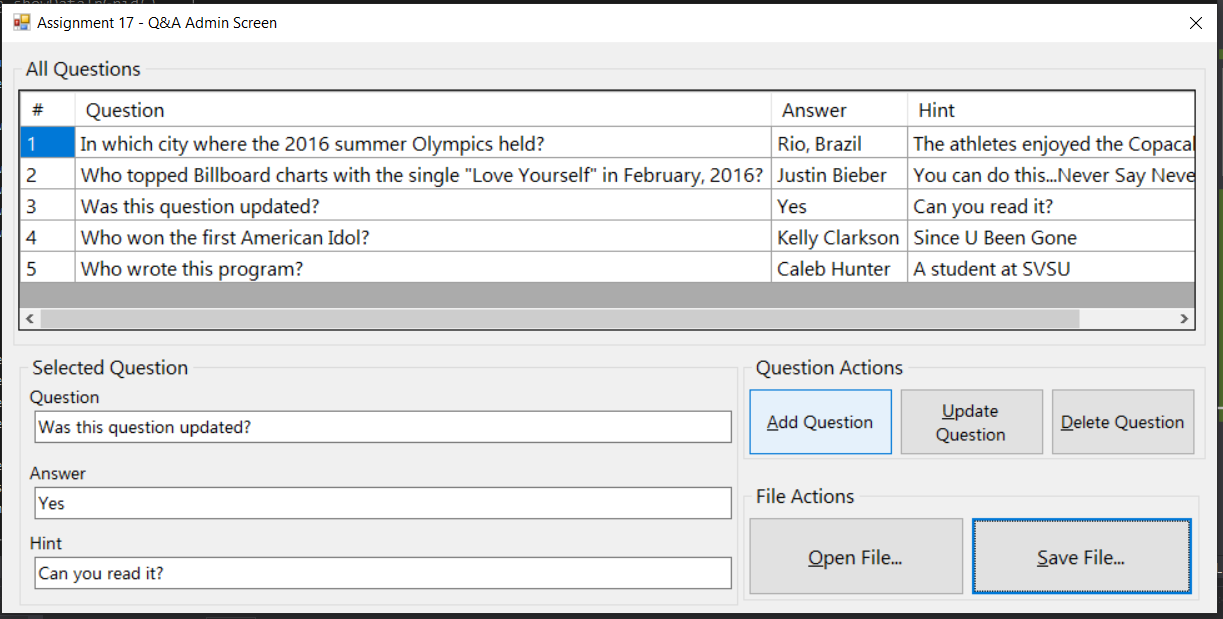 Assignment 17 - Q&A Admin Screen
All Questions
# Question Answer Hint
1 In which city where the 2016 summer Olympics held? Rio, Brazil The athletes enjoyed the
2 Who topped Billboard charts with the single "Love Yourself" in February, 2016? Justin Bieber You can do this...Never Say
3 Was this question updated? Yes Can you read it?
4 Who won the first American Idol? Kelly Clarkson Since U Been Gone
5 Who wrote this program? Caleb Hunter A student at SVSU
Selected Question
Question
Was this question updated?
Answer
Yes
Hint
Can you read it?
Question Actions
Add Question
Update
Question
Delete Question
File Actions
Open File...
Save File...